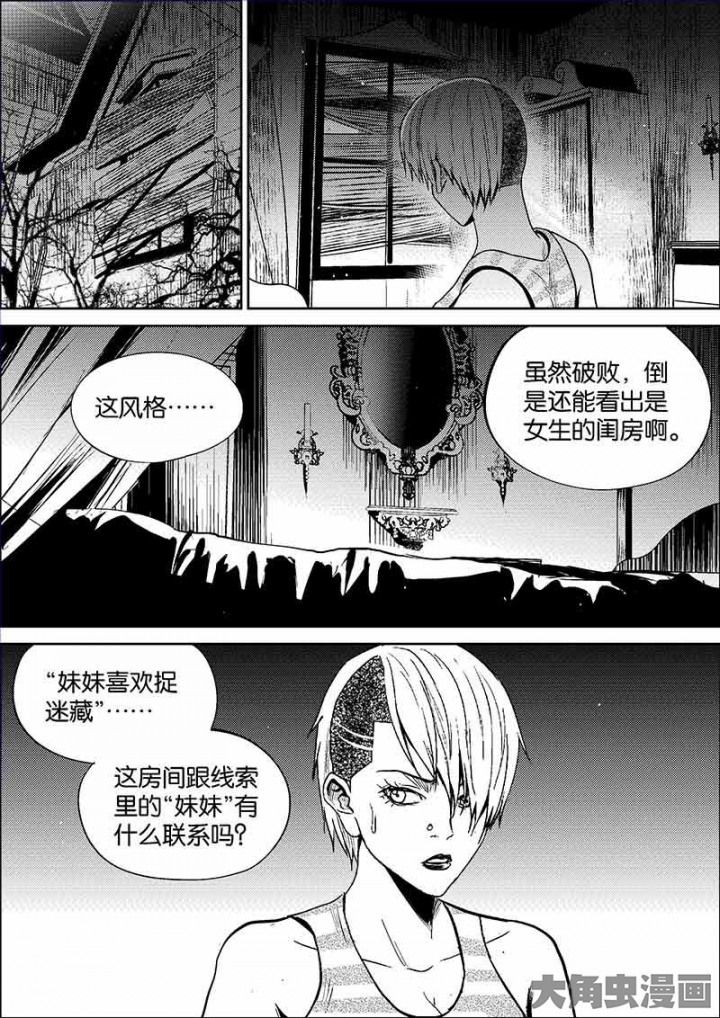 这风格……
虽然破败，倒
是还能看出是
女生的闺房啊。
“妹妹喜欢捉
迷藏”……
这房间跟线索
里的“妹妹”有
什么联系吗？
大角虫漫画